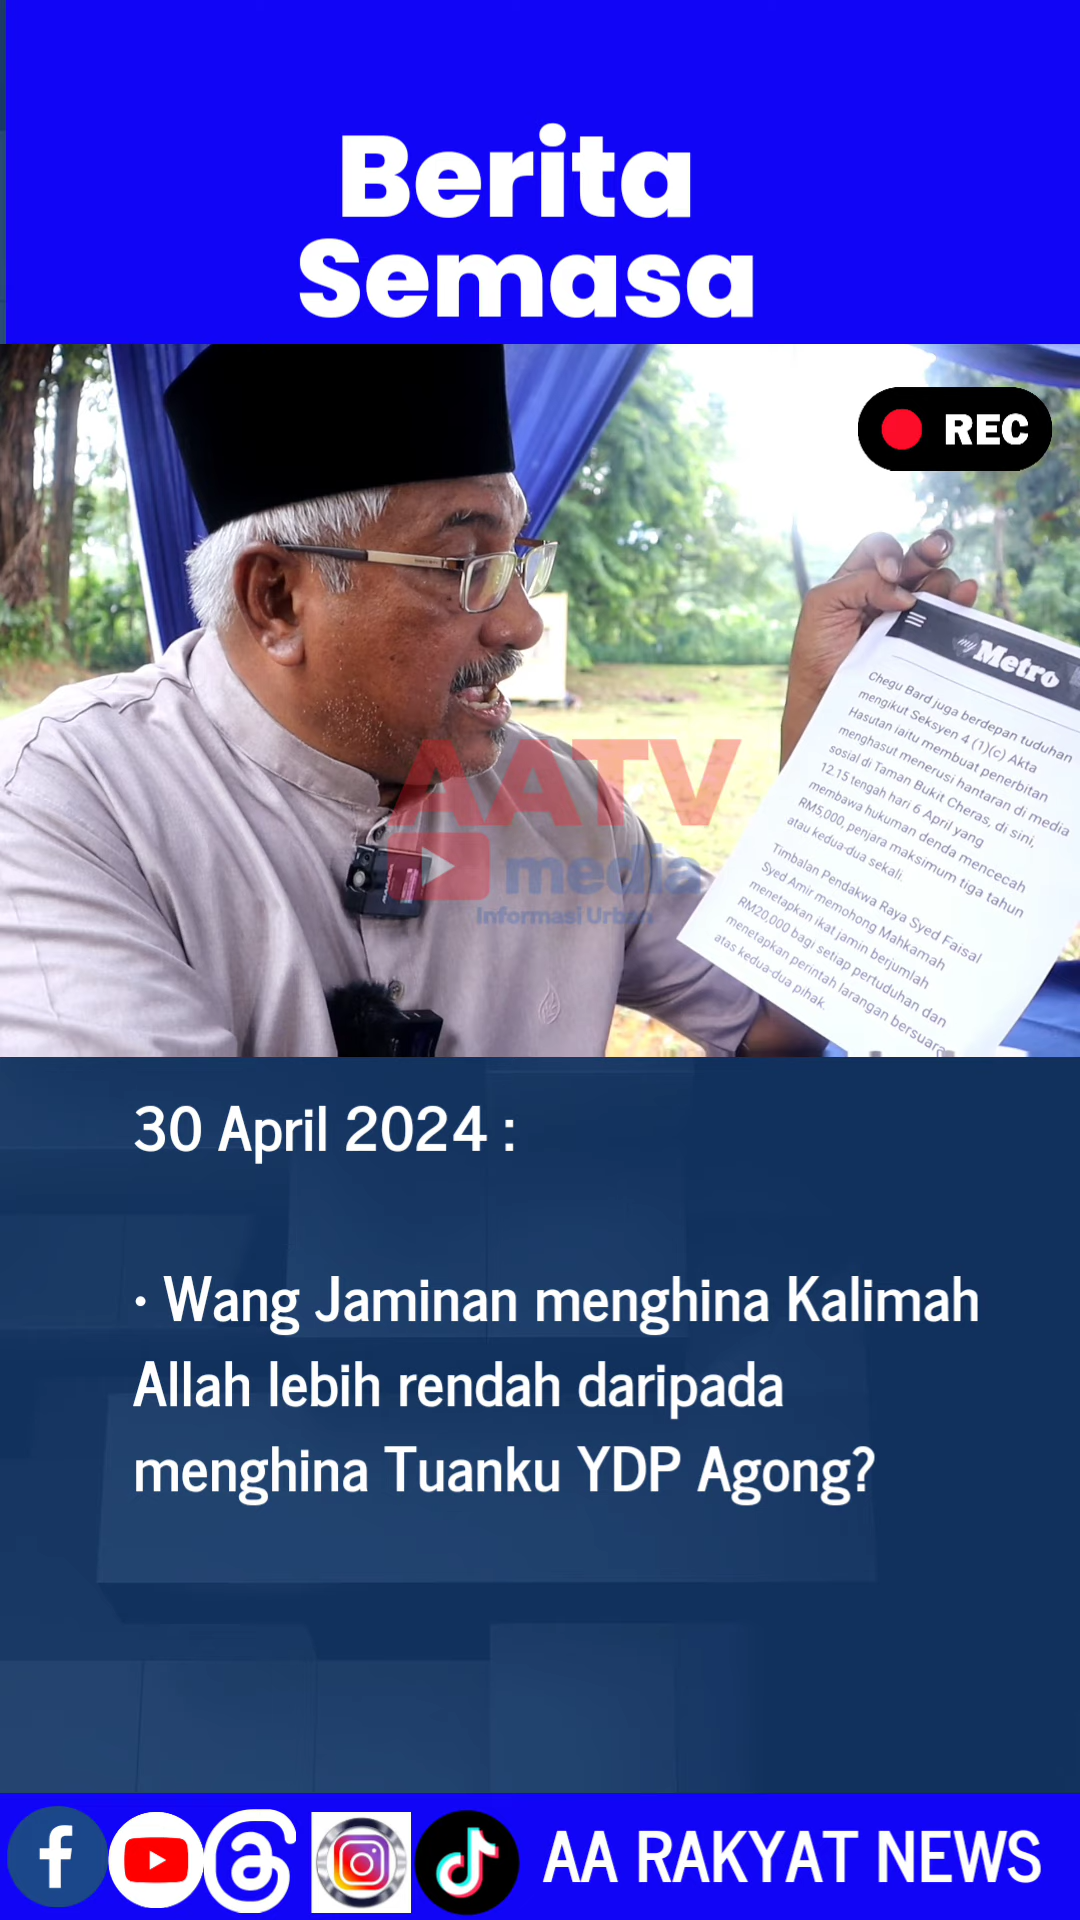 Berita
Semasa
REC
my Metro
Chegu Bard juga berdepan tuduhan
mengikut Seksyen 4 (1)(c) Akta
Hasutan iaitu membuat penerbitan
menghasut menerusi hantaran di media
sosial di Taman Bukit Cheras, di sini,
12.15 tengah hari 6 April yang
membawa hukuman denda mencecah
RM5,000, penjara maksimum tiga tahun
atau kedua-dua sekali.
Timbalan Pendakwa Raya Syed Faisal
Syed Amir memohong Mahkamah
menetapkan ikat jamin berjumlah
RM20,000 bagi setiap pertuduhan dan
menetapkan perintah larangan bersuara
atas kedua-dua pihak.
AATV
media
Informasi Urban
30 April 2024 :
• Wang Jaminan menghina Kalimah
Allah lebih rendah daripada
menghina Tuanku YDP Agong?
AA RAKYAT NEWS